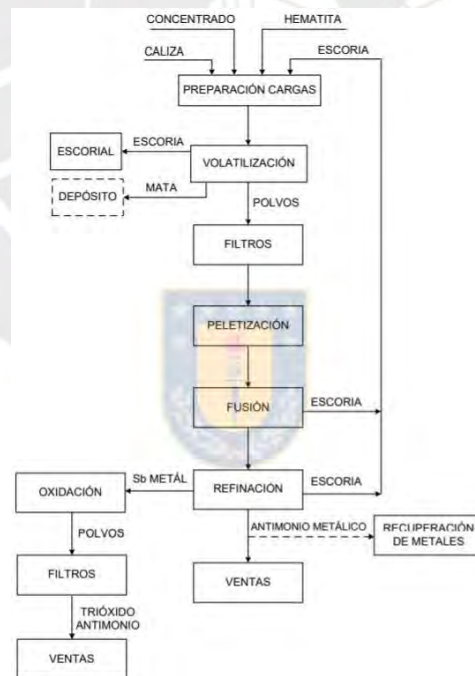 CONCENTRADO
HEMATITA
CALIZA
ESCORIA
PREPARACIÓN CARGAS
ESCORIAL
ESCORIA
VOLATILIZACIÓN
DEPÓSITO
MATA
POLVOS
FILTROS
PELETIZACIÓN
FUSIÓN
ESCORIA
OXIDACIÓN
Sb METÁL
REFINACIÓN
ESCORIA
POLVOS
ANTIMONIO METÁLICO
RECUPERACIÓN
DE METALES
FILTROS
VENTAS
TRIÓXIDO
ANTIMONIO
VENTAS